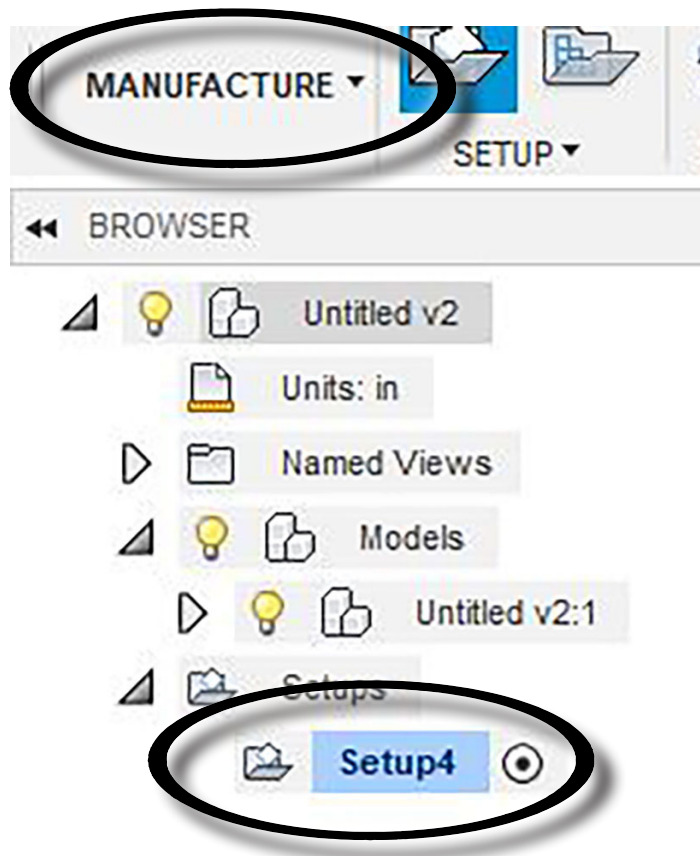 MANUFACTURE
SETUP
BROWSER
Untitled v2
Units: in
Named Views
Models
Untitled v2:1
Setups
Setup4